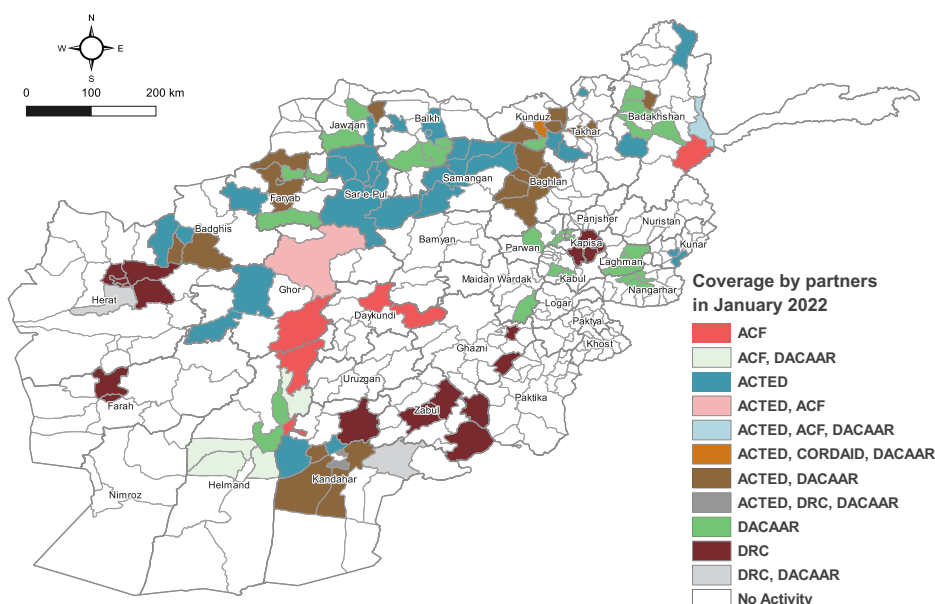 N
W E
S
0 100 200 km
Jawzjan
Balkh
Kunduz
Takhar
Badakhshan
Samangan
Baghlan
Sar-e-Pul
Faryab
Badghis
Bamyan
Parwan
Panjsher
Kapisa
Nuristan
Kunar
Laghman
Nangarhar
Kabul
Maidan Wardak
Logar
Herat
Ghor
Daykundi
Ghazni
Paktya
Khost
Uruzgan
Paktika
Zabul
Farah
Nimroz
Helmand
Kandahar
Coverage by partners
in January 2022
ACF
ACF, DACAAR
ACTED
ACTED, ACF
ACTED, ACF, DACAAR
ACTED, CORDAID, DACAAR
ACTED, DACAAR
ACTED, DRC, DACAAR
DACAAR
DRC
DRC, DACAAR
No Activity